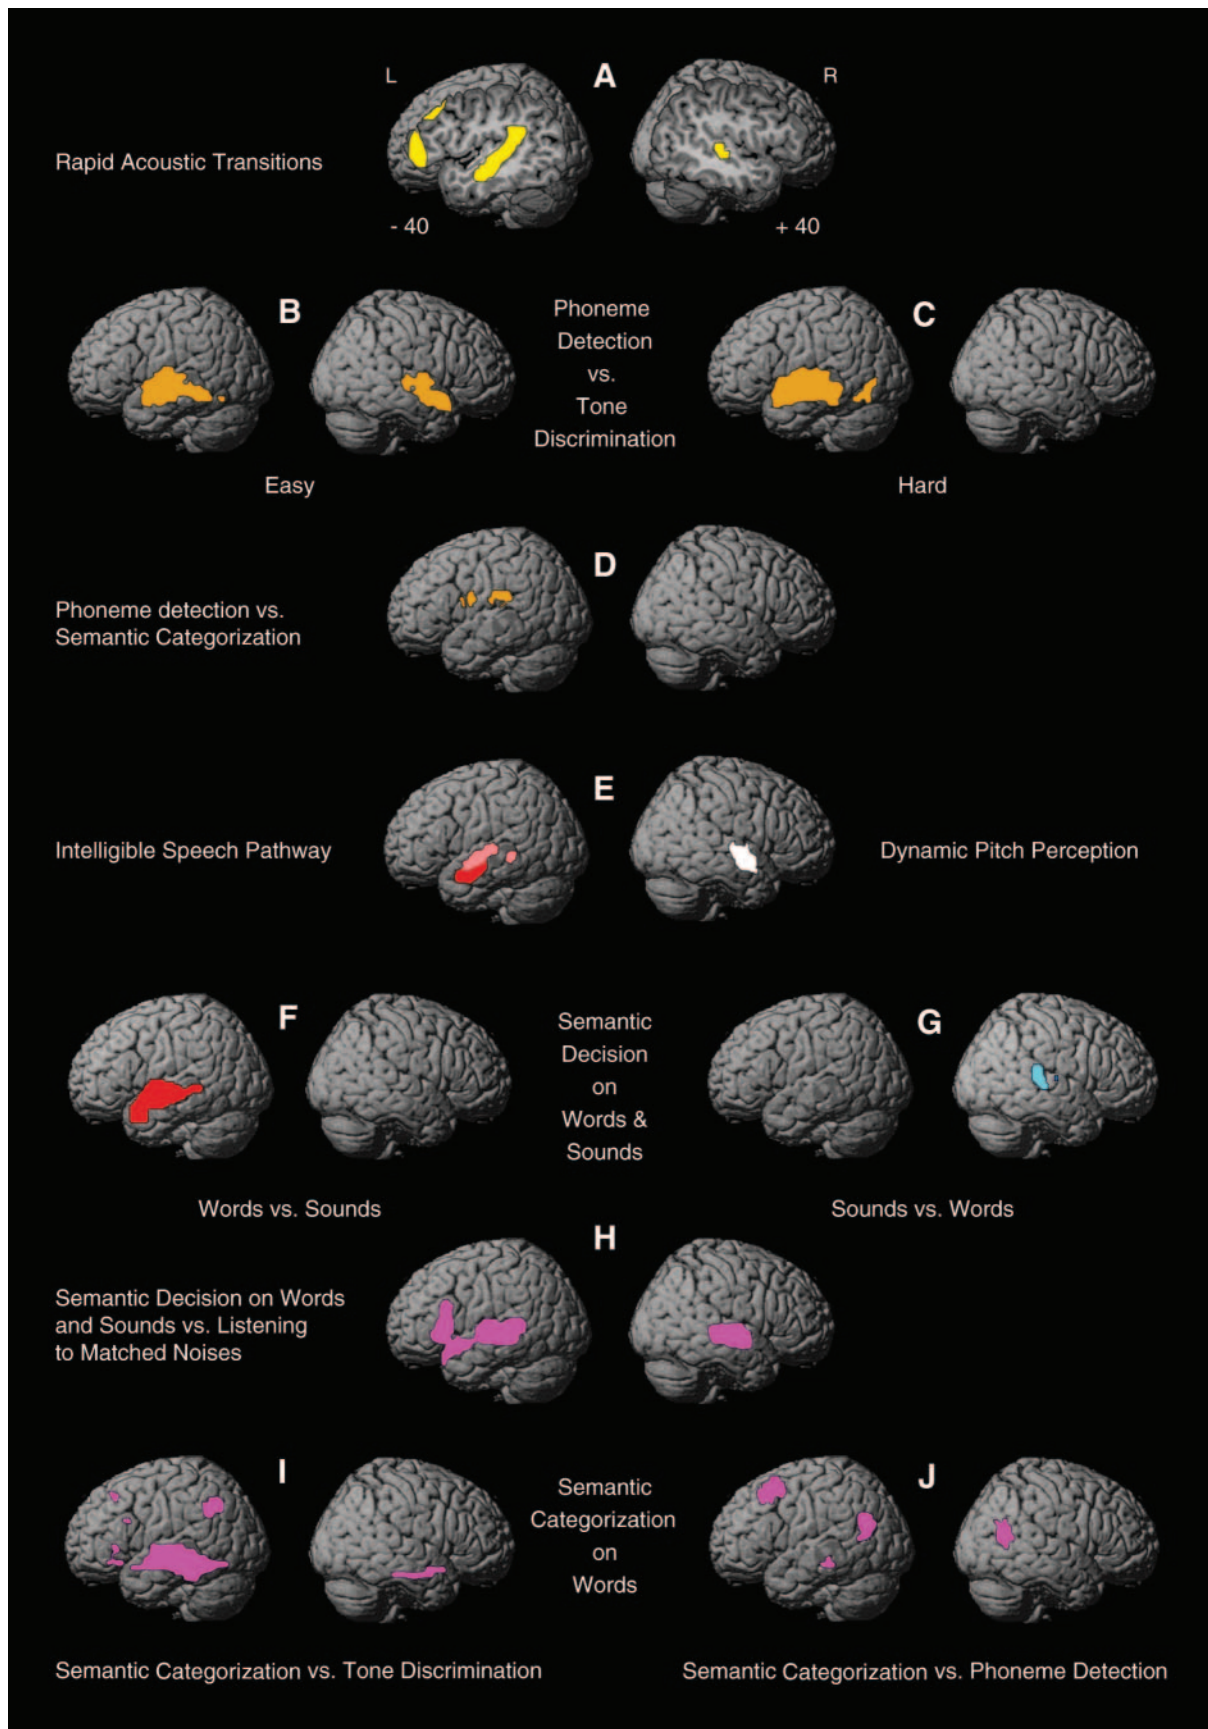 L
A
R
Rapid Acoustic Transitions
- 40
+ 40
B
Phoneme
Detection
vs.
Tone
Discrimination
C
Easy
Hard
D
Phoneme detection vs.
Semantic Categorization
E
Intelligible Speech Pathway
Dynamic Pitch Perception
F
Semantic
Decision
on
Words &
Sounds
G
Words vs. Sounds
Sounds vs. Words
H
Semantic Decision on Words
and Sounds vs. Listening
to Matched Noises
I
Semantic
Categorization
on
Words
J
Semantic Categorization vs. Tone Discrimination
Semantic Categorization vs. Phoneme Detection